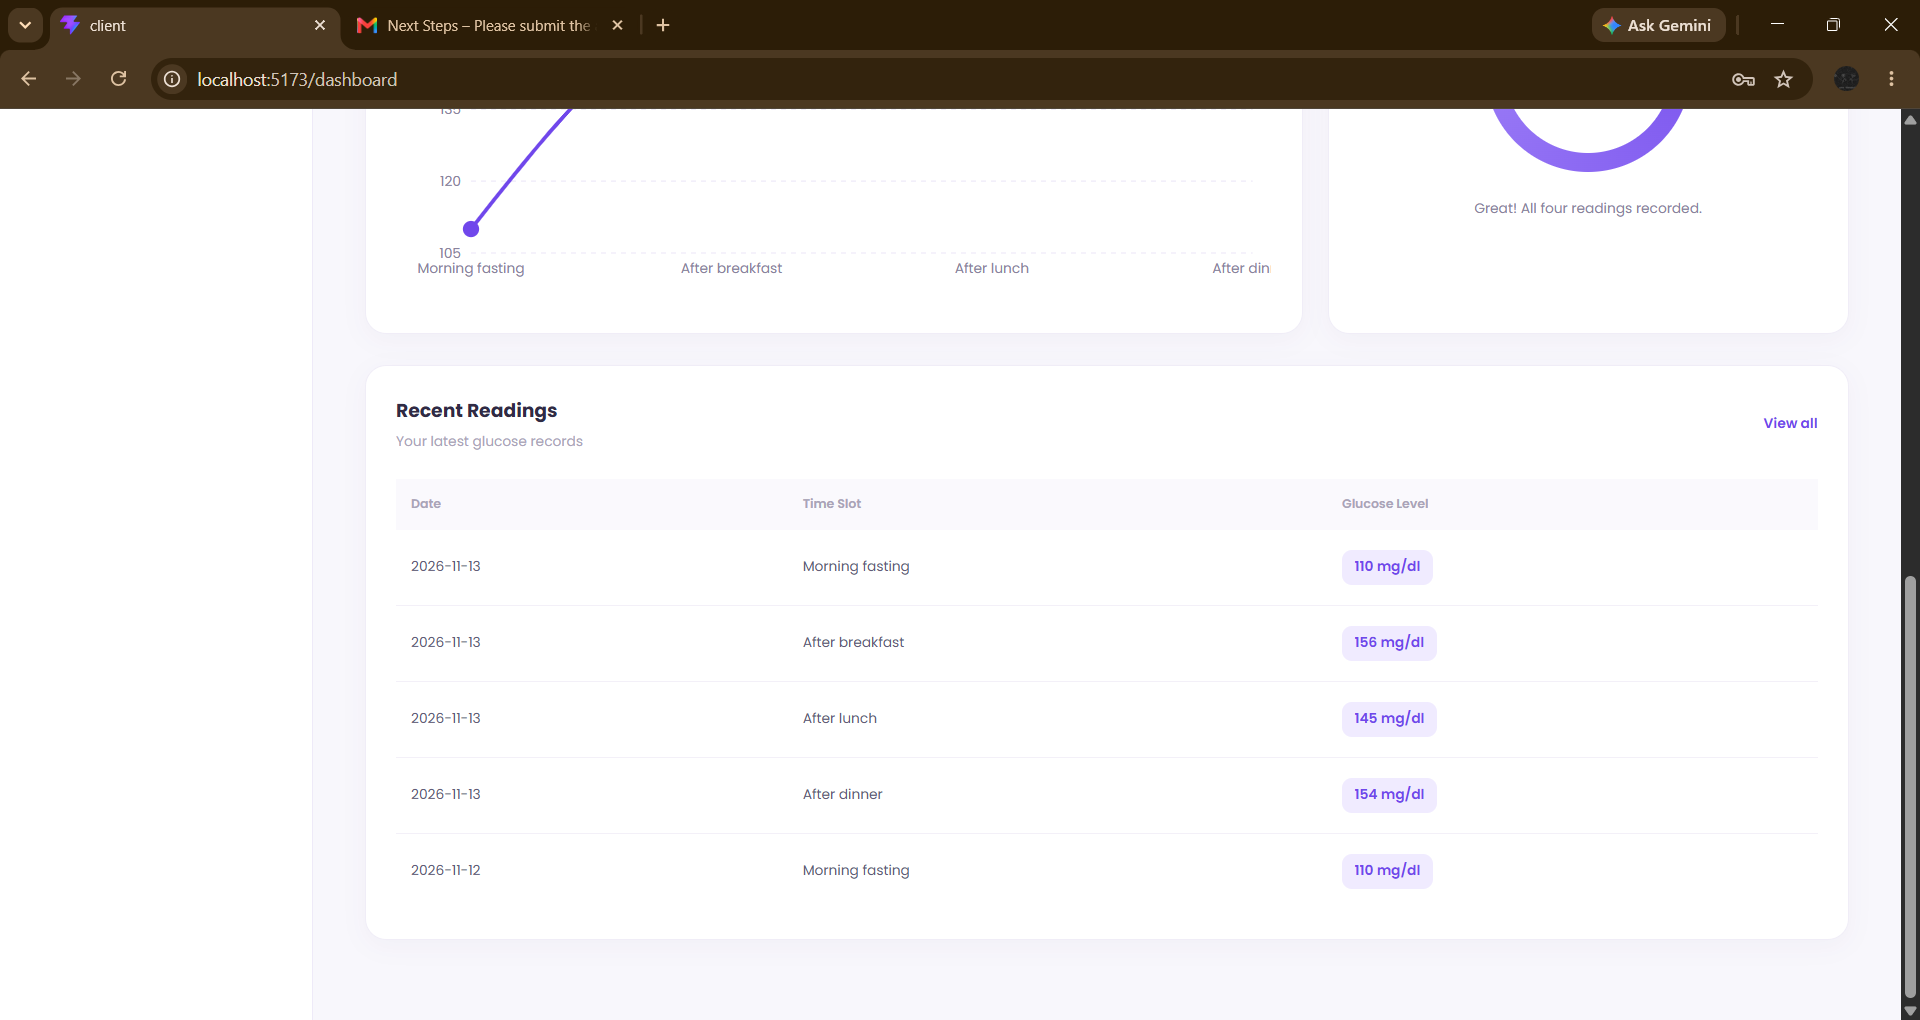 client
Next Steps – Please submit the
Ask Gemini
localhost:5173/dashboard
135
120
105
Morning fasting After breakfast After lunch After din
Great! All four readings recorded.
Recent Readings
Your latest glucose records
View all
Date Time Slot Glucose Level
2026-11-13 Morning fasting 110 mg/dl
2026-11-13 After breakfast 156 mg/dl
2026-11-13 After lunch 145 mg/dl
2026-11-13 After dinner 154 mg/dl
2026-11-12 Morning fasting 110 mg/dl